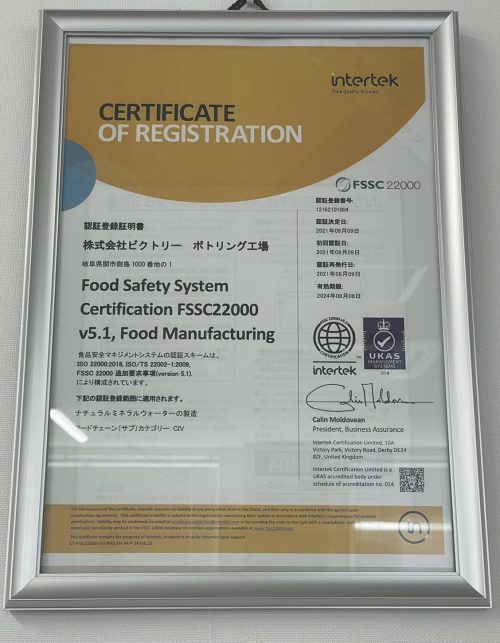 intertek
Total Quality. Assured.
CERTIFICATE
OF REGISTRATION
FSSC 22000
認証登録証明書
株式会社ビクトリー ボトリング工場
岐阜県関市側島 1000 番地の 1
Food Safety System
Certification FSSC22000
v5.1, Food Manufacturing
食品安全マネジメントシステムの認証スキームは、
ISO 22000:2018, ISO/TS 22002-1:2009,
FSSC 22000 追加要求事項(version 5.1)
により構成されています。
下記の認証登録範囲に適用されます。
ナチュラルミネラルウォーターの製造
フードチェーン(サブ)カテゴリー: CIV
認証登録番号:
12162101004
認証決定日:
2021年08月09日
初回認証日:
2021年08月09日
認証再発行日:
2021年08月09日
有効期限:
2024年08月08日
intertek
UKAS
MANAGEMENT
SYSTEMS
014
Calin Moldovean
President, Business Assurance
Intertek Certification Limited, 10A
Victory Park, Victory Road, Derby DE24
8ZF, United Kingdom
Intertek Certification Limited is a
UKAS accredited body under
schedule of accreditation no. 014.
in